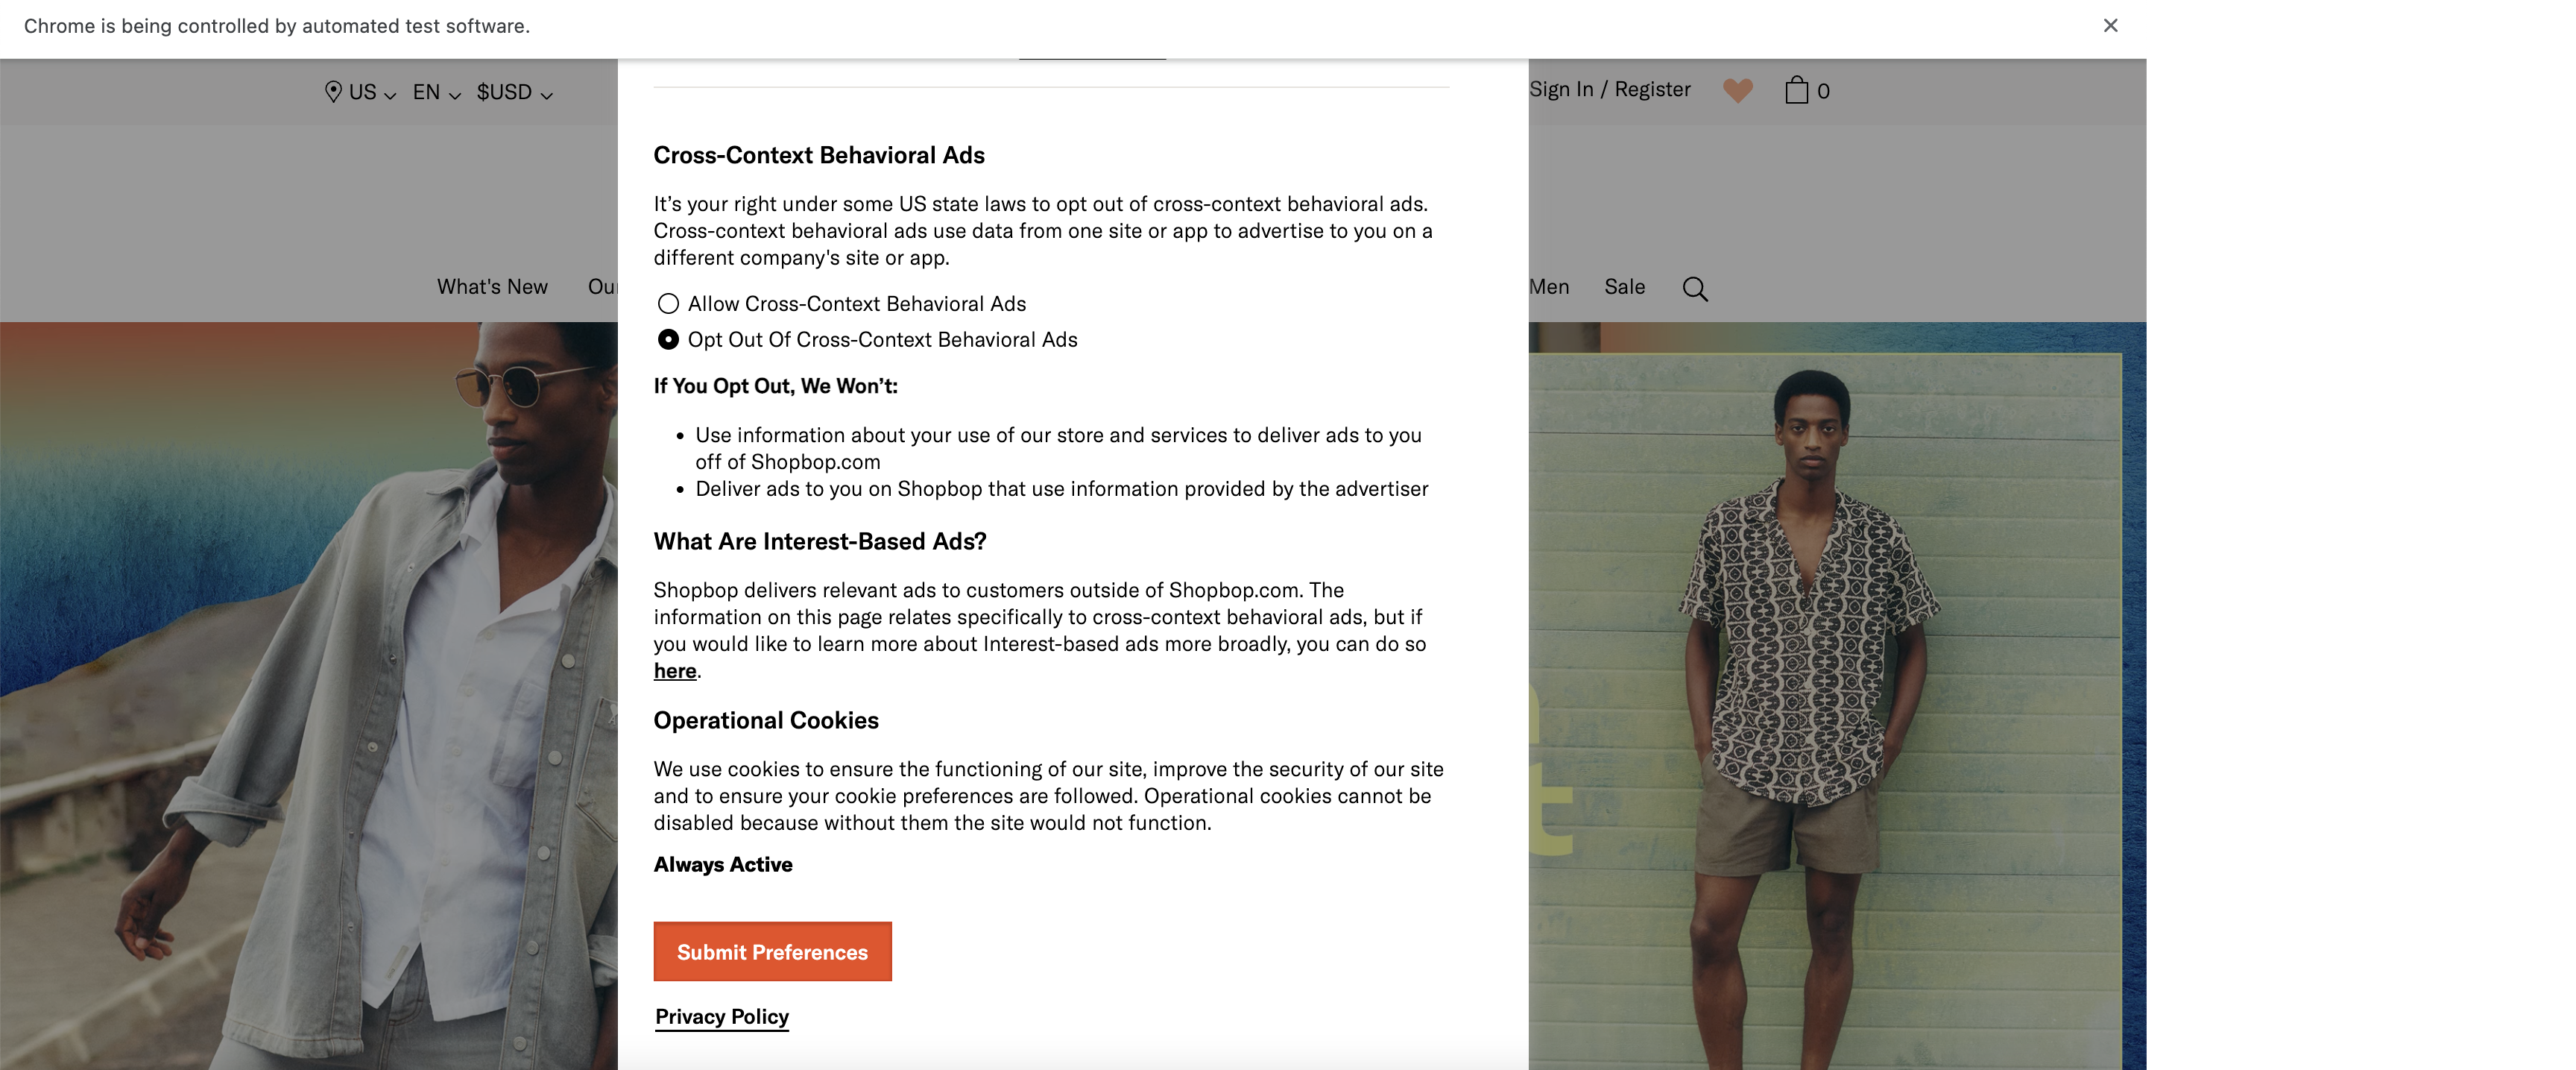 Chrome is being controlled by automated test software.
US EN $USD
Sign In / Register
0
What's New
Men
Sale
Cross-Context Behavioral Ads
It’s your right under some US state laws to opt out of cross-context behavioral ads.
Cross-context behavioral ads use data from one site or app to advertise to you on a
different company's site or app.
Allow Cross-Context Behavioral Ads
Opt Out Of Cross-Context Behavioral Ads
If You Opt Out, We Won’t:
• Use information about your use of our store and services to deliver ads to you
off of Shopbop.com
• Deliver ads to you on Shopbop that use information provided by the advertiser
What Are Interest-Based Ads?
Shopbop delivers relevant ads to customers outside of Shopbop.com. The
information on this page relates specifically to cross-context behavioral ads, but if
you would like to learn more about Interest-based ads more broadly, you can do so
here.
Operational Cookies
We use cookies to ensure the functioning of our site, improve the security of our site
and to ensure your cookie preferences are followed. Operational cookies cannot be
disabled because without them the site would not function.
Always Active
Submit Preferences
Privacy Policy